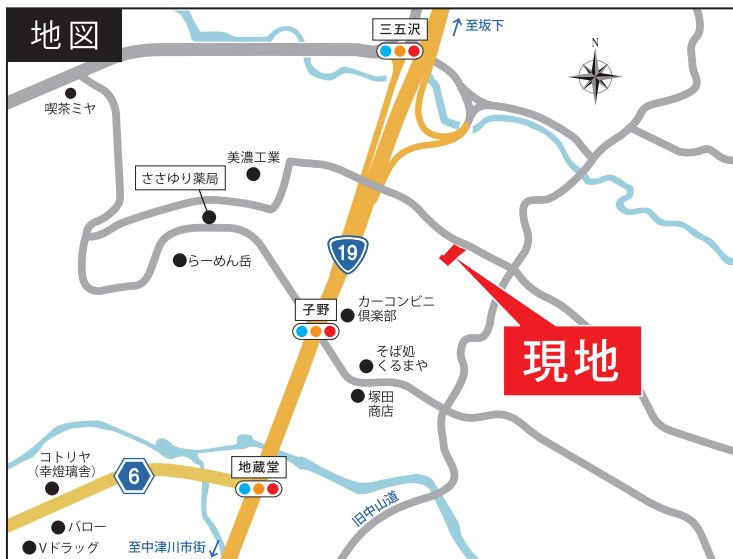 地図
三五沢
至坂下
N
喫茶ミヤ
美濃工業
ささゆり薬局
らーめん岳
19
子野
カーコンビニ
倶楽部
現地
そば処
くるまや
塚田
商店
コトリヤ
(幸燈璃舎)
6
地蔵堂
旧中山道
バロー
Vドラッグ
至中津川市街